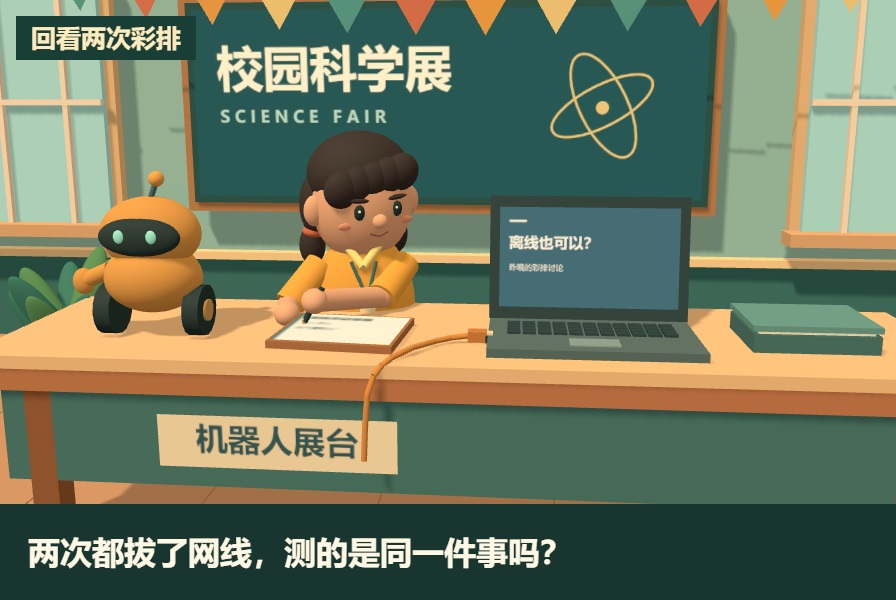 回看两次彩排
校园科学展
SCIENCE FAIR
离线也可以？
昨晚的彩排讨论
机器人展台
两次都拔了网线，测的是同一件事吗？